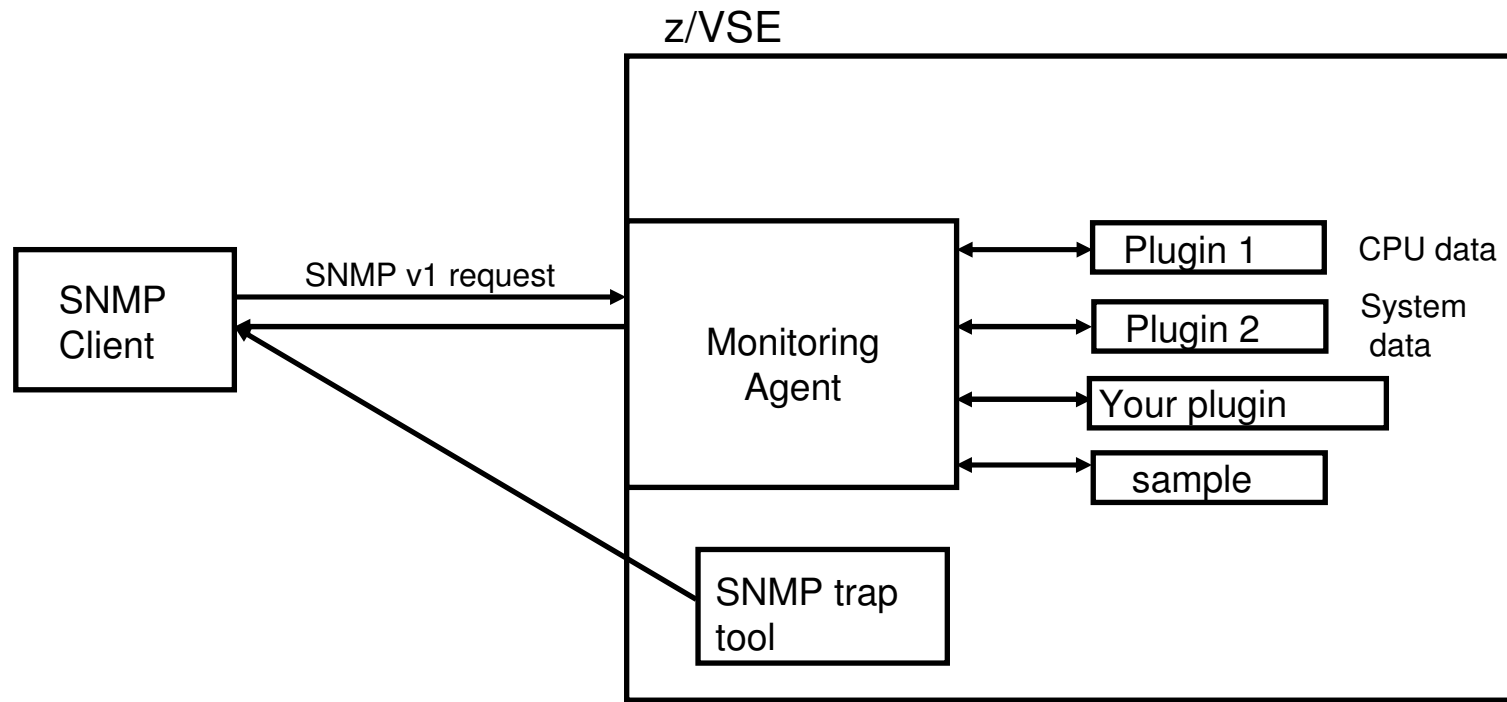 z/VSE
SNMP
Client
SNMP v1 request
Monitoring
Agent
Plugin 1
CPU data
Plugin 2
System
data
Your plugin
sample
SNMP trap
tool